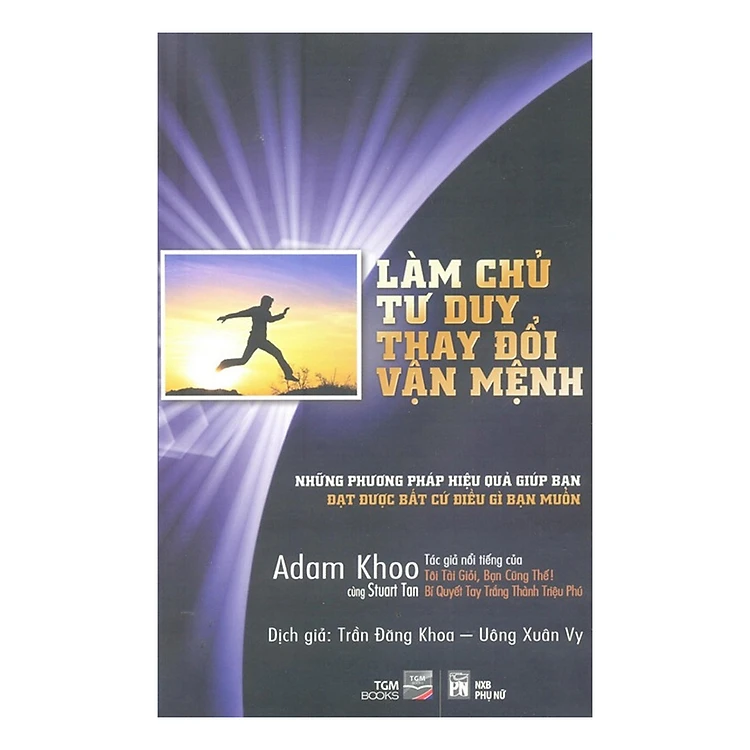 LÀM CHỦ
TƯ DUY
THAY ĐỔI
VẬN MỆNH
NHỮNG PHƯƠNG PHÁP HIỆU QUẢ GIÚP BẠN
ĐẠT ĐƯỢC BẤT CỨ ĐIỀU GÌ BẠN MUỐN
Adam Khoo
cùng Stuart Tan
Tác giả nổi tiếng của
Tôi Tài Giỏi, Bạn Cũng Thế!
Bí Quyết Tay Trắng Thành Triệu Phú
Dịch giả: Trần Đăng Khoa – Uông Xuân Vy
TGM
BOOKS
TGM
PN
NXB
PHỤ NỮ